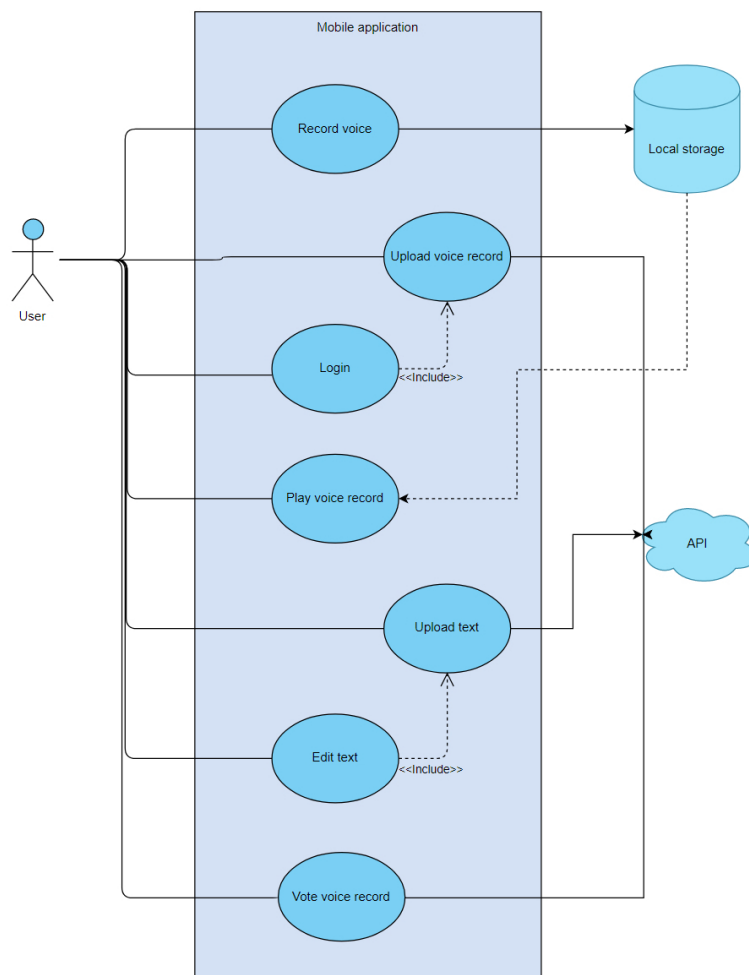 Mobile application
Record voice
Local storage
Upload voice record
User
Login
<<Include>>
Play voice record
API
Upload text
Edit text
<<Include>>
Vote voice record